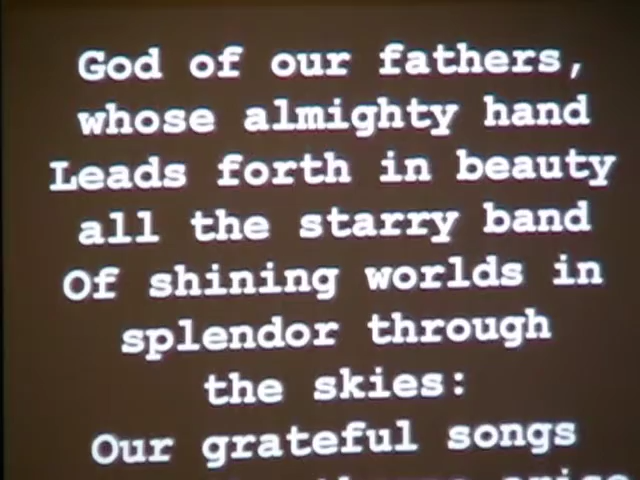 God of our fathers,
whose almighty hand
Leads forth in beauty
all the starry band
Of shining worlds in
splendor through
the skies:
Our grateful songs